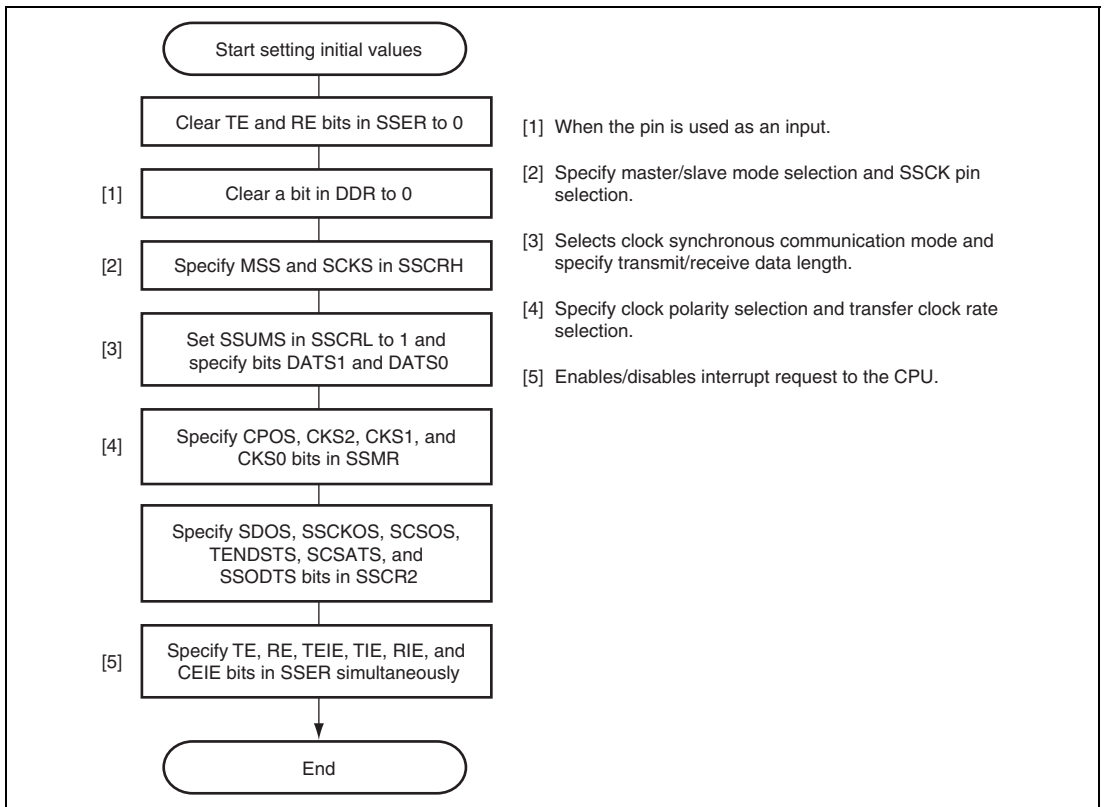 Start setting initial values
Clear TE and RE bits in SSER to 0
[1]
Clear a bit in DDR to 0
[2]
Specify MSS and SCKS in SSCRH
[3]
Set SSUMS in SSCRL to 1 and
specify bits DATS1 and DATS0
[4]
Specify CPOS, CKS2, CKS1, and
CKS0 bits in SSMR
Specify SDOS, SSCKOS, SCSOS,
TENDSTS, SCSATS, and
SSODTS bits in SSCR2
[5]
Specify TE, RE, TEIE, TIE, RIE, and
CEIE bits in SSER simultaneously
End
[1] When the pin is used as an input.
[2] Specify master/slave mode selection and SSCK pin
selection.
[3] Selects clock synchronous communication mode and
specify transmit/receive data length.
[4] Specify clock polarity selection and transfer clock rate
selection.
[5] Enables/disables interrupt request to the CPU.